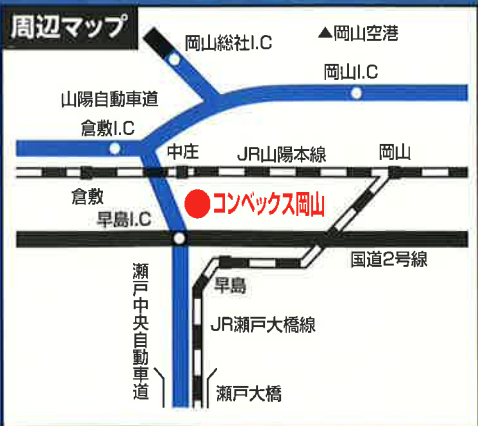 周辺マップ
▲岡山空港
岡山総社I.C
岡山I.C
山陽自動車道
倉敷I.C
中庄
JR山陽本線
岡山
倉敷
コンベックス岡山
早島I.C
国道2号線
早島
瀬戸中央自動車道
JR瀬戸大橋線
瀬戸大橋